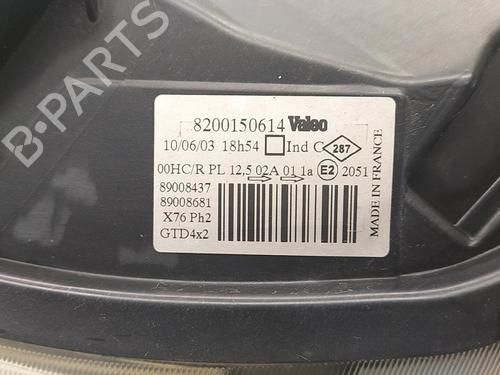 B-PARTS
8200150614 Valeo
10/06/03 18h54 Ind C 287
00HC/R PL 12,5 02A 01 1a E2 2051
89008437
89008681
X76 Ph2
GTD4x2
MADE IN FRANCE